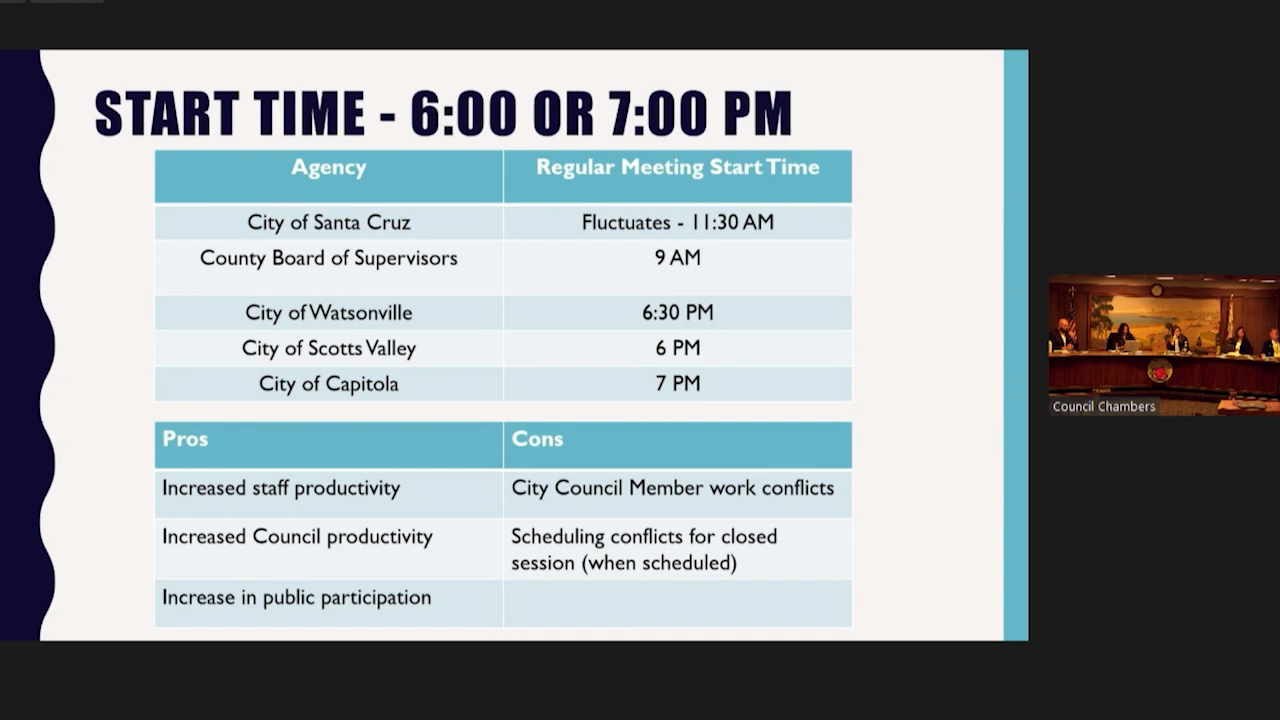 START TIME - 6:00 OR 7:00 PM
Agency
Regular Meeting Start Time
City of Santa Cruz
Fluctuates - 11:30 AM
County Board of Supervisors
9 AM
City of Watsonville
6:30 PM
City of Scotts Valley
6 PM
City of Capitola
7 PM
Pros
Cons
Increased staff productivity
City Council Member work conflicts
Increased Council productivity
Scheduling conflicts for closed
session (when scheduled)
Increase in public participation
Council Chambers